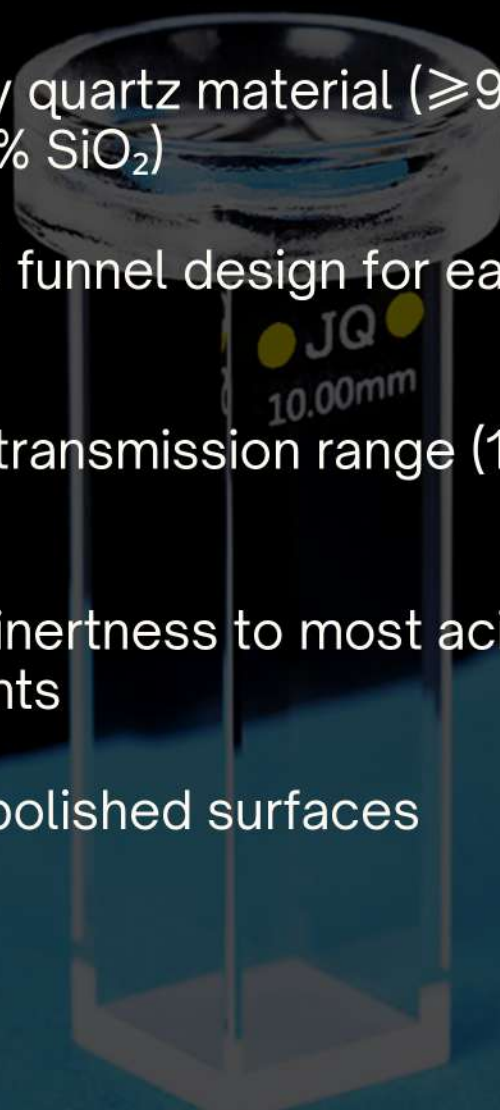 y quartz material (⩾9
% SiO₂)
funnel design for ea
JQ
10.00mm
transmission range (1
inertness to most aci
nts
polished surfaces